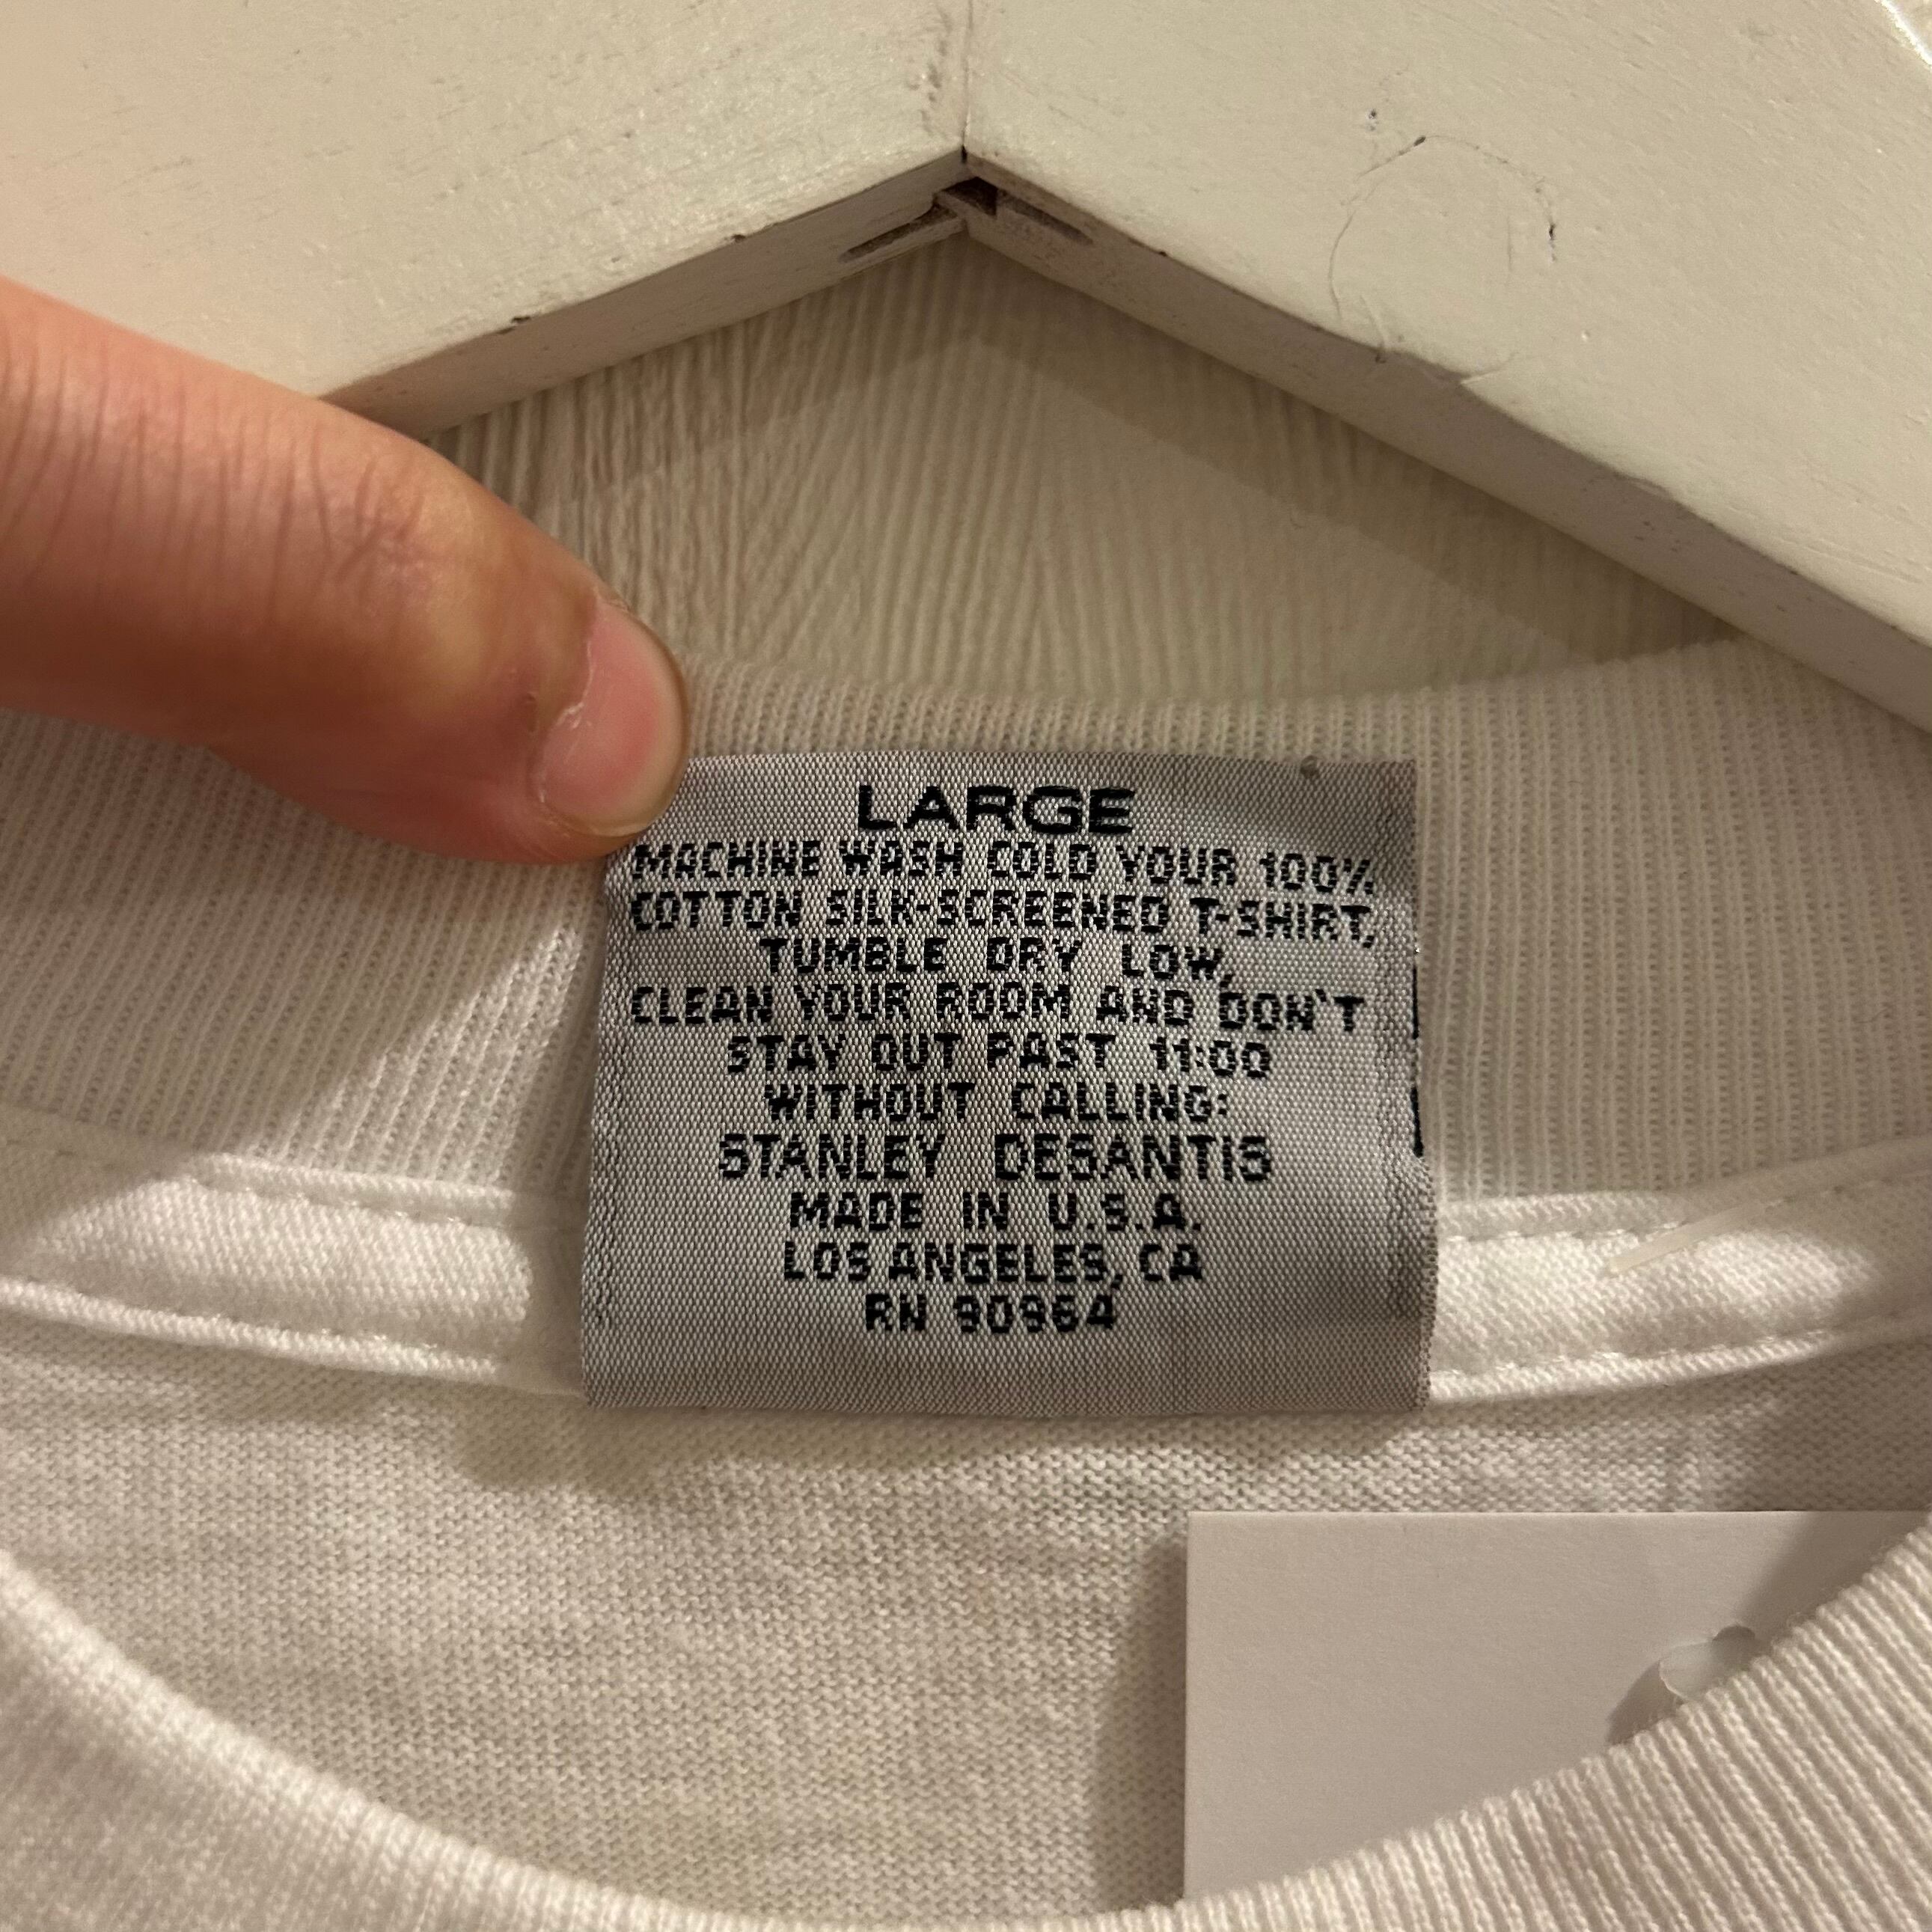 LARGE
MACHINE WASH COLD YOUR 100%
COTTON SILK-SCREENED T-SHIRT,
TUMBLE DRY LOW,
CLEAN YOUR ROOM AND DON'T
STAY OUT PAST 11:00
WITHOUT CALLING:
STANLEY DESANTIS
MADE IN U.S.A.
LOS ANGELES, CA
RN 90964